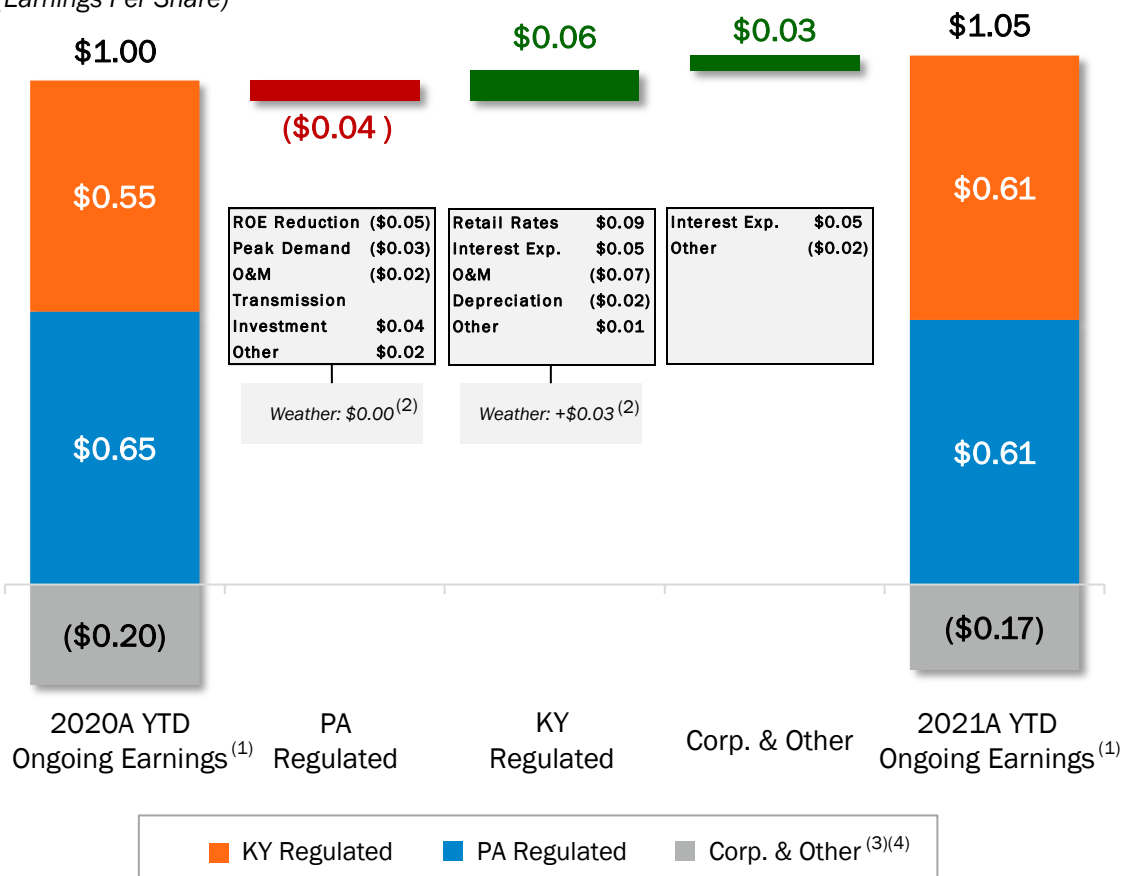 Earnings Per Share)
$1.00
($0.04 )
$0.06
$0.03
$1.05
$0.55
$0.65
($0.20)
ROE Reduction ($0.05)
Peak Demand ($0.03)
O&M ($0.02)
Transmission
Investment $0.04
Other $0.02
Weather: $0.00 (2)
Retail Rates $0.09
Interest Exp. $0.05
O&M ($0.07)
Depreciation ($0.02)
Other $0.01
Weather: +$0.03 (2)
Interest Exp. $0.05
Other ($0.02)
$0.61
$0.61
($0.17)
2020A YTD
Ongoing Earnings (1)
PA
Regulated
KY
Regulated
Corp. & Other
2021A YTD
Ongoing Earnings (1)
KY Regulated
PA Regulated
Corp. & Other (3)(4)